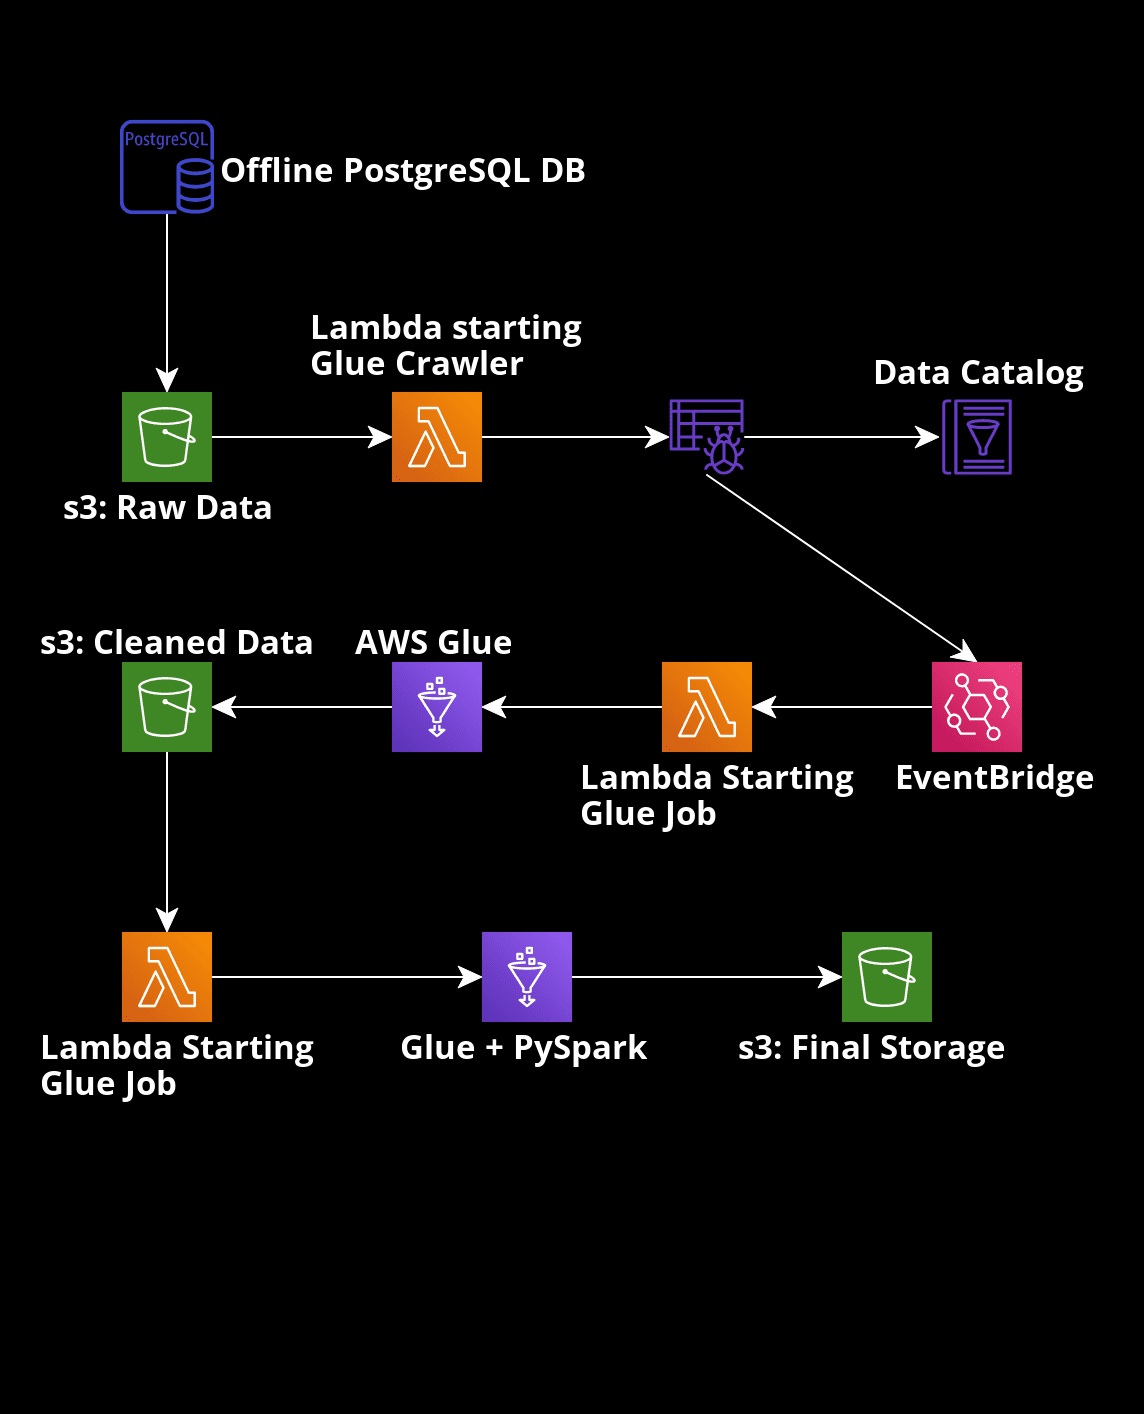 PostgreSQL
Offline PostgreSQL DB
Lambda starting
Glue Crawler
Data Catalog
s3: Raw Data
s3: Cleaned Data
AWS Glue
Lambda Starting
Glue Job
EventBridge
Lambda Starting
Glue Job
Glue + PySpark
s3: Final Storage